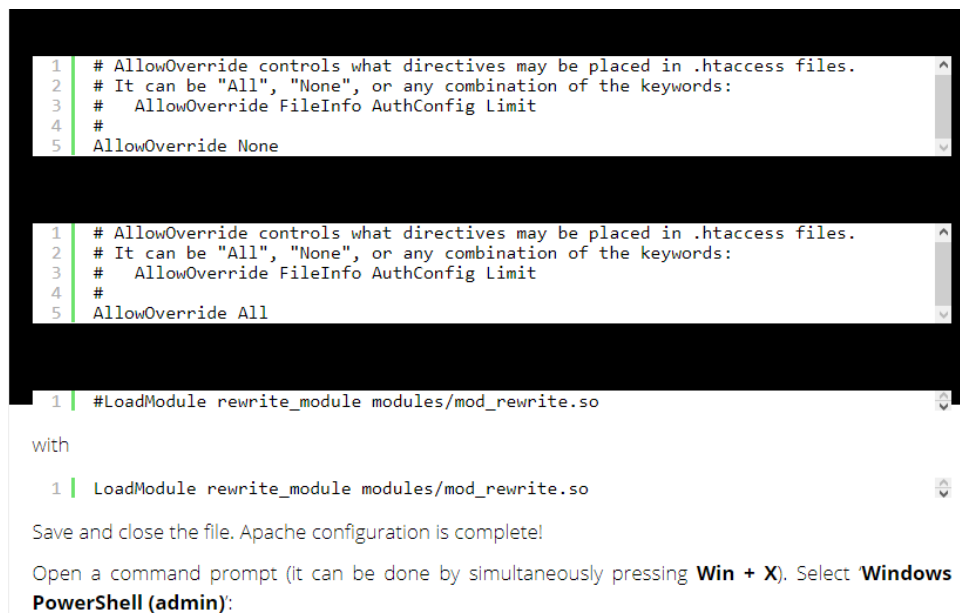 1 # AllowOverride controls what directives may be placed in .htaccess files.
2 # It can be "All", "None", or any combination of the keywords:
3 #   AllowOverride FileInfo AuthConfig Limit
4 #
5 AllowOverride None
1 # AllowOverride controls what directives may be placed in .htaccess files.
2 # It can be "All", "None", or any combination of the keywords:
3 #   AllowOverride FileInfo AuthConfig Limit
4 #
5 AllowOverride All
1 #LoadModule rewrite_module modules/mod_rewrite.so
with
1 LoadModule rewrite_module modules/mod_rewrite.so
Save and close the file. Apache configuration is complete!
Open a command prompt (it can be done by simultaneously pressing Win + X). Select ‘Windows
PowerShell (admin)’: